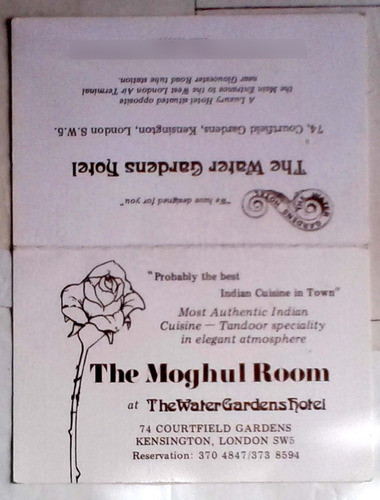 "Probably the best
Indian Cuisine in Town"
Most Authentic Indian
Cuisine — Tandoor speciality
in elegant atmosphere
The Moghul Room
at The Water Gardens Hotel
74 COURTFIELD GARDENS
KENSINGTON, LONDON SW5
Reservation: 370 4847/373 8594
"We have designed for you"
The Water Gardens Hotel
74, Courtfield Gardens, Kensington, London S.W.5.
A Luxury Hotel situated opposite
the Main Entrance to the West London Air Terminal
near Gloucester Road tube station.